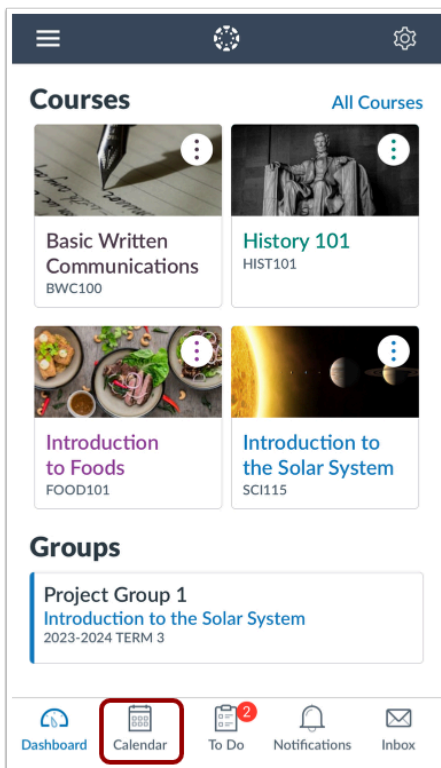 Courses
All Courses
Basic Written
Communications
BWC100
History 101
HIST101
Introduction
to Foods
FOOD101
Introduction to
the Solar System
SCI115
Groups
Project Group 1
Introduction to the Solar System
2023-2024 TERM 3
2
Dashboard
Calendar
To Do
Notifications
Inbox